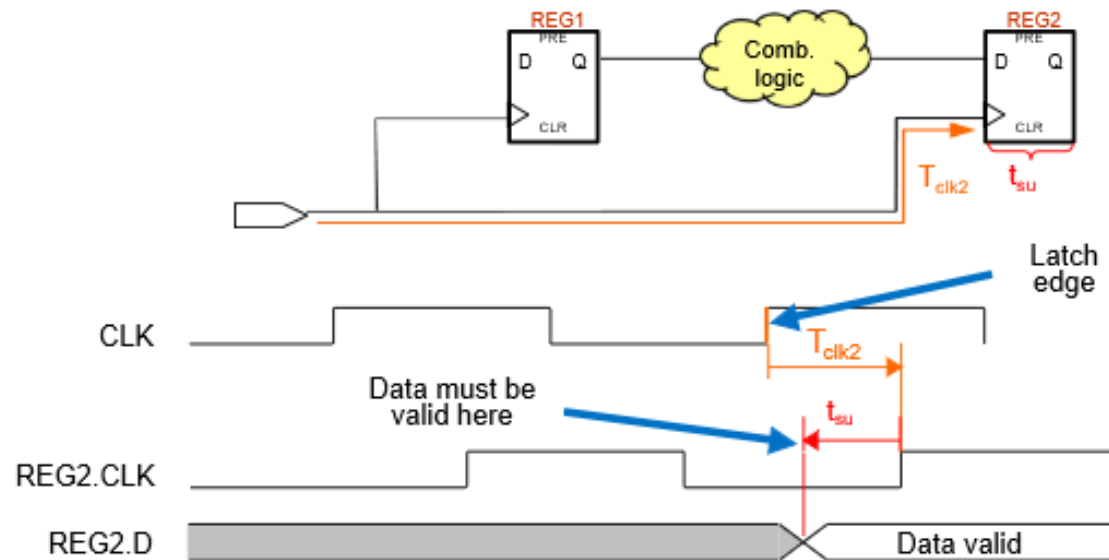 REG1
PRE
D Q
CLR
Comb.
logic
REG2
PRE
D Q
CLR
Tclk2
tsu
Latch
edge
CLK
Tclk2
Data must be
valid here
tsu
REG2.CLK
REG2.D
Data valid